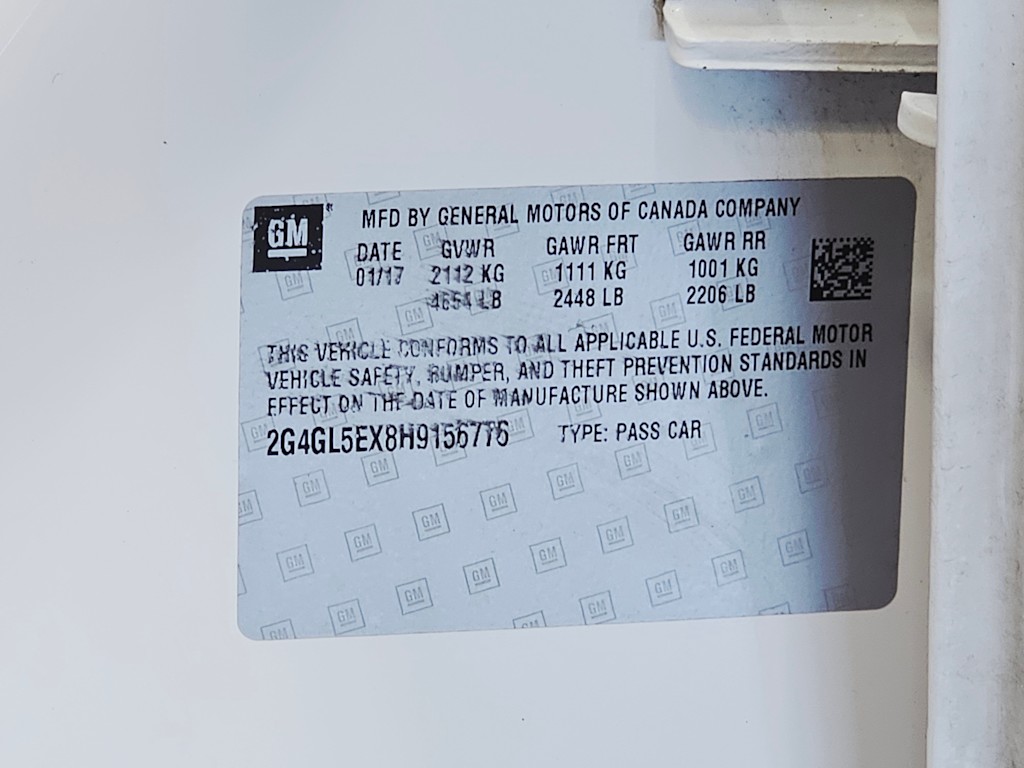 GM
MFD BY GENERAL MOTORS OF CANADA COMPANY
DATE GVWR GAWR FRT GAWR RR
01/17 2112 KG 1111 KG 1001 KG
4654 LB 2448 LB 2206 LB
THIS VEHICLE CONFORMS TO ALL APPLICABLE U.S. FEDERAL MOTOR
VEHICLE SAFETY, BUMPER, AND THEFT PREVENTION STANDARDS IN
EFFECT ON THE DATE OF MANUFACTURE SHOWN ABOVE.
2G4GL5EX8H9156776 TYPE: PASS CAR